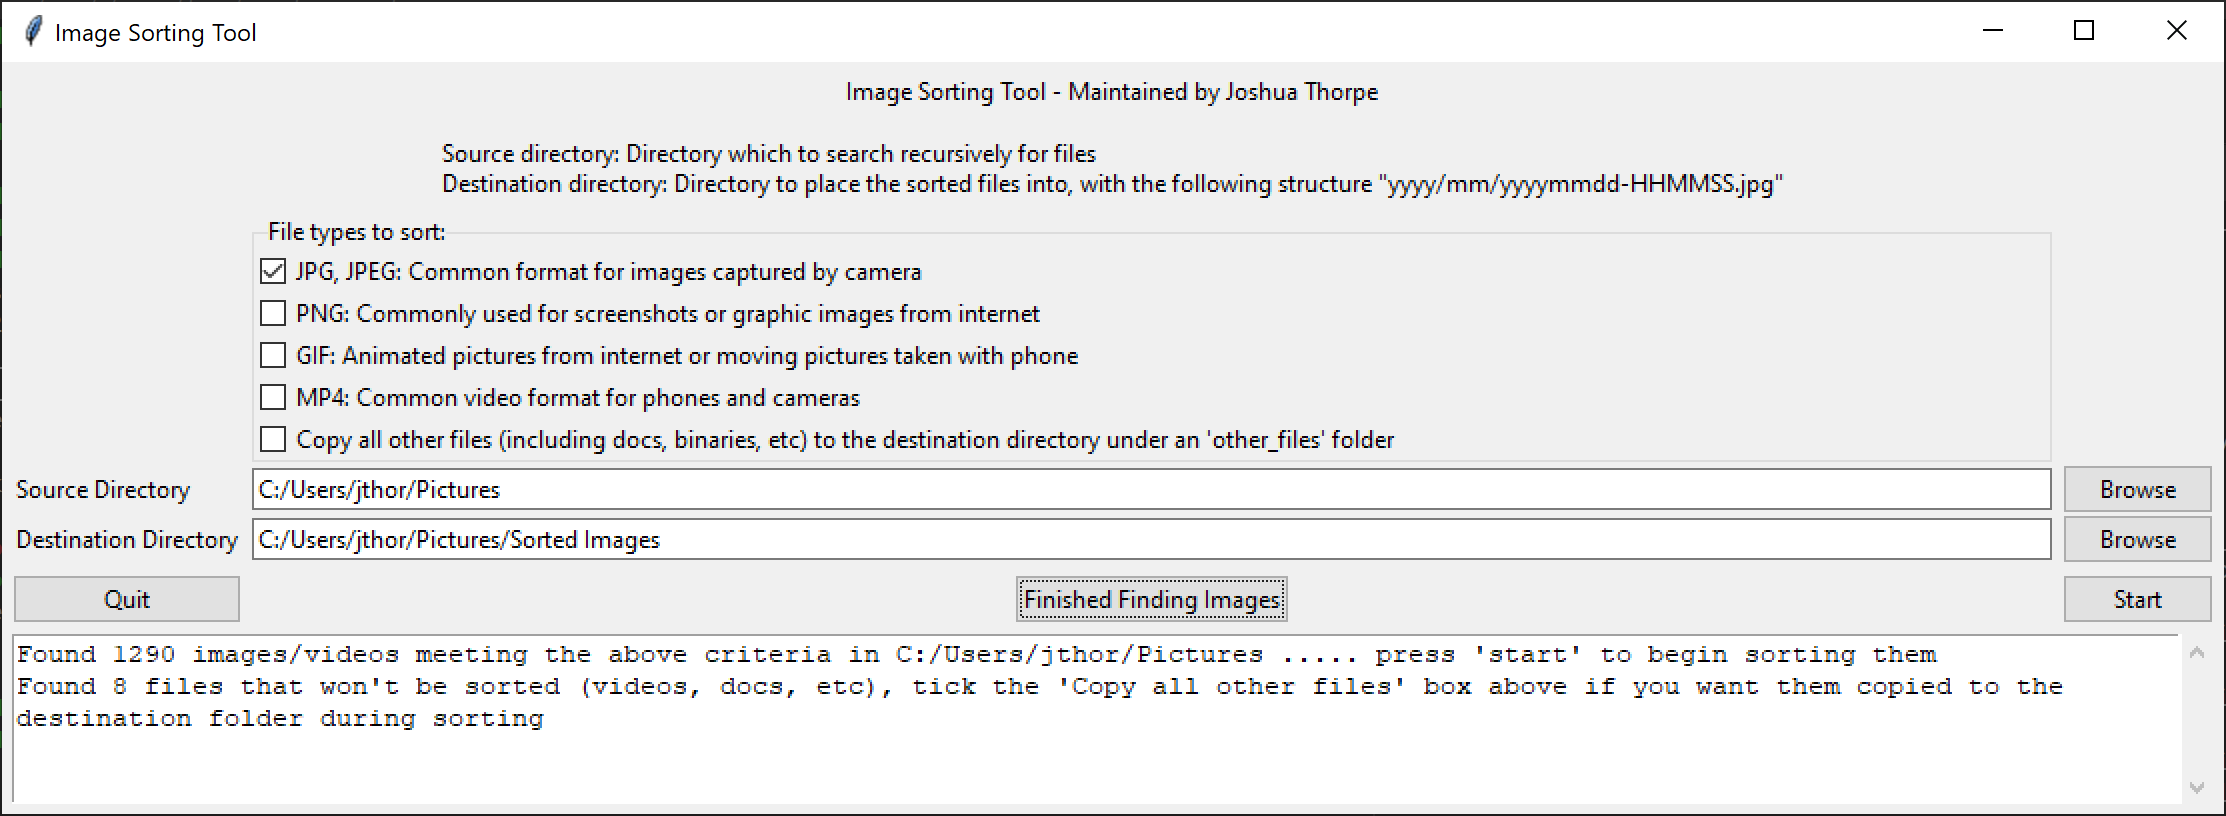 Image Sorting Tool
Image Sorting Tool - Maintained by Joshua Thorpe
Source directory: Directory which to search recursively for files
Destination directory: Directory to place the sorted files into, with the following structure "yyyy/mm/yyyymmdd-HHMMSS.jpg"
File types to sort:
JPG, JPEG: Common format for images captured by camera
PNG: Commonly used for screenshots or graphic images from internet
GIF: Animated pictures from internet or moving pictures taken with phone
MP4: Common video format for phones and cameras
Copy all other files (including docs, binaries, etc) to the destination directory under an 'other_files' folder
Source Directory C:/Users/jthor/Pictures Browse
Destination Directory C:/Users/jthor/Pictures/Sorted Images Browse
Quit Finished Finding Images Start
Found 1290 images/videos meeting the above criteria in C:/Users/jthor/Pictures ..... press 'start' to begin sorting them
Found 8 files that won't be sorted (videos, docs, etc), tick the 'Copy all other files' box above if you want them copied to the
destination folder during sorting